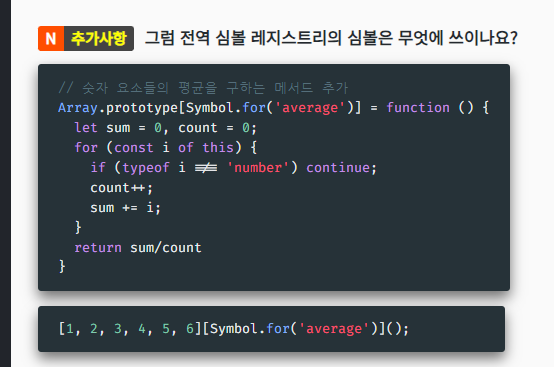 N 추가사항 그럼 전역 심볼 레지스트리의 심볼은 무엇에 쓰이나요?
// 숫자 요소들의 평균을 구하는 메서드 추가
Array.prototype[Symbol.for('average')] = function () {
let sum = 0, count = 0;
for (const i of this) {
if (typeof i !== 'number') continue;
count++;
sum += i;
}
return sum/count
}
[1, 2, 3, 4, 5, 6][Symbol.for('average')]();